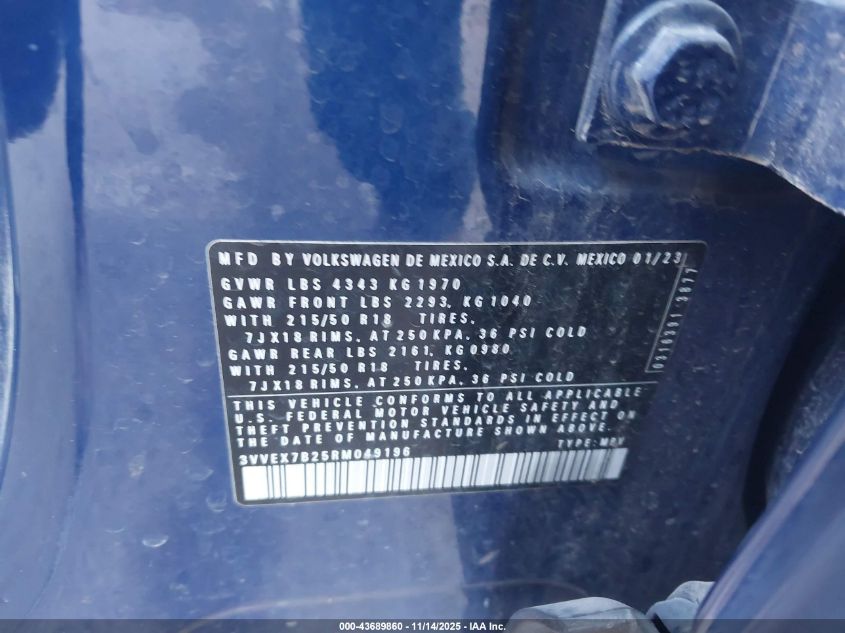 MFD BY VOLKSWAGEN DE MEXICO S.A. DE C.V. MEXICO 01/23
GVWR LBS 4343 KG 1970
GAWR FRONT LBS 2293, KG 1040
WITH 215/50 R18 TIRES,
7JX18 RIMS, AT 250 KPA, 36 PSI COLD
GAWR REAR LBS 2161, KG 0980
WITH 215/50 R18 TIRES,
7JX18 RIMS, AT 250 KPA, 36 PSI COLD
THIS VEHICLE CONFORMS TO ALL APPLICABLE
U.S. FEDERAL MOTOR VEHICLE SAFETY AND
THEFT PREVENTION STANDARDS IN EFFECT ON
THE DATE OF MANUFACTURE SHOWN ABOVE.
3VVEX7B25RM049196 TYPE: MPV
000-43689860 - 11/14/2025 - IAA Inc.